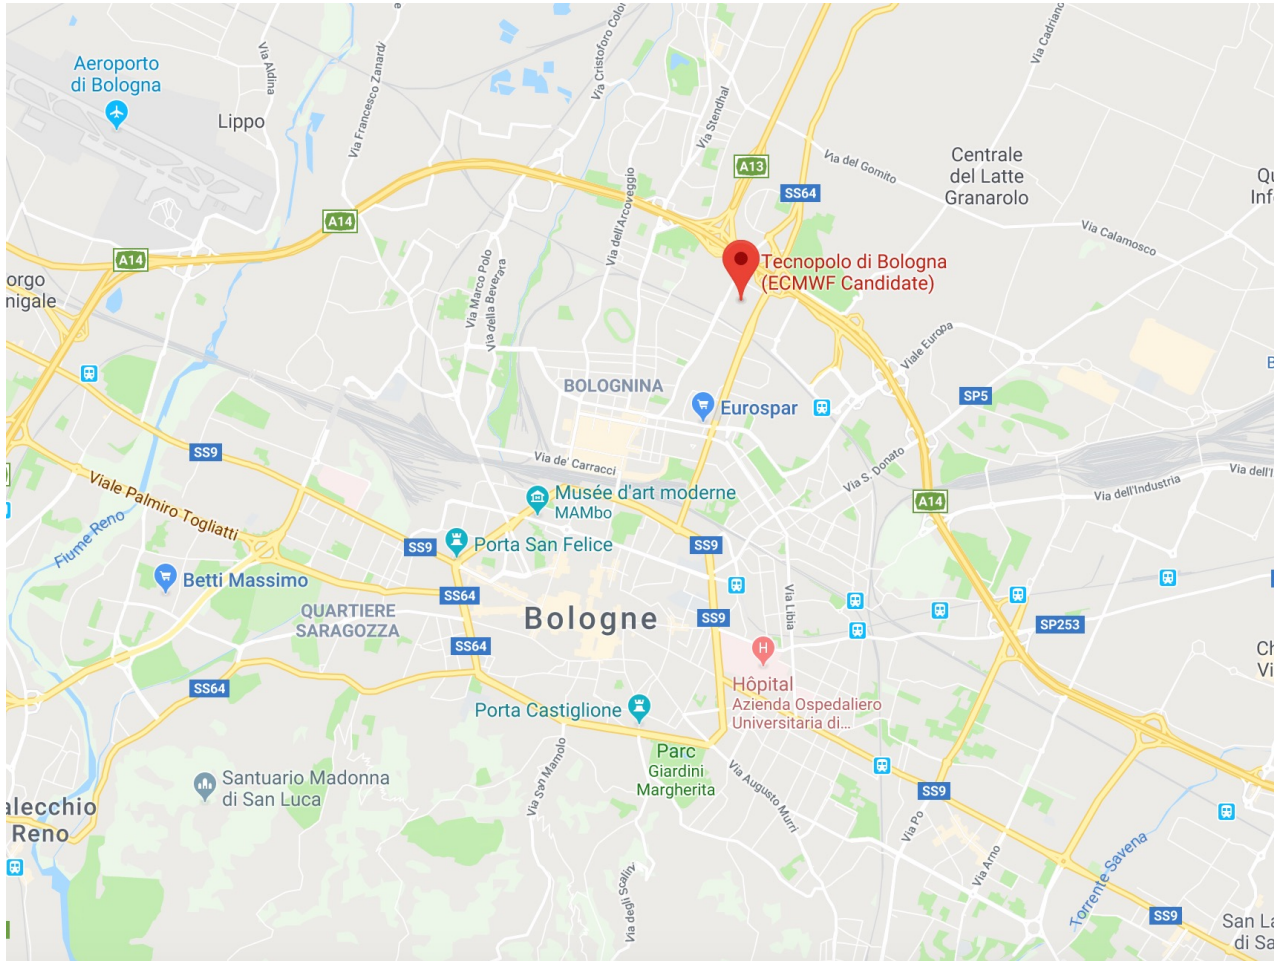 Aeroporto
di Bologna
Lippo
Via Aldina
Via Francesco Zanardi
Via Cristoforo Color
Via Stendhal
Via Cadriano
A13
SS64
Via del Gomito
Centrale
del Latte
Granarolo
Via Calamosco
A14
A14
Via dell'Arcoveggio
Via Marco Polo
Via della Beverara
Tecnopolo di Bologna
(ECMWF Candidate)
orgo
nigale
Viale Europa
BOLOGNINA
Eurospar
SP5
SS9
Via de' Carracci
Via S. Donato
Via dell'Industria
Via dell'I
A14
Viale Palmiro Togliatti
Fiume Reno
Musée d'art moderne
MAMbo
SS9
Porta San Felice
SS9
Betti Massimo
SS64
QUARTIERE
SARAGOZZA
Bologne
SS9
Via Libia
SP253
SS64
SS64
Hôpital
Azienda Ospedaliero
Universitaria di...
Porta Castiglione
Parc
Giardini
Margherita
Via San Mamolo
Via Augusto Murri
Santuario Madonna
di San Luca
alecchio
Reno
SS9
Via Po
Via Arno
Torrente Savena
Via degli Scalini
SS9
San La
di Sa